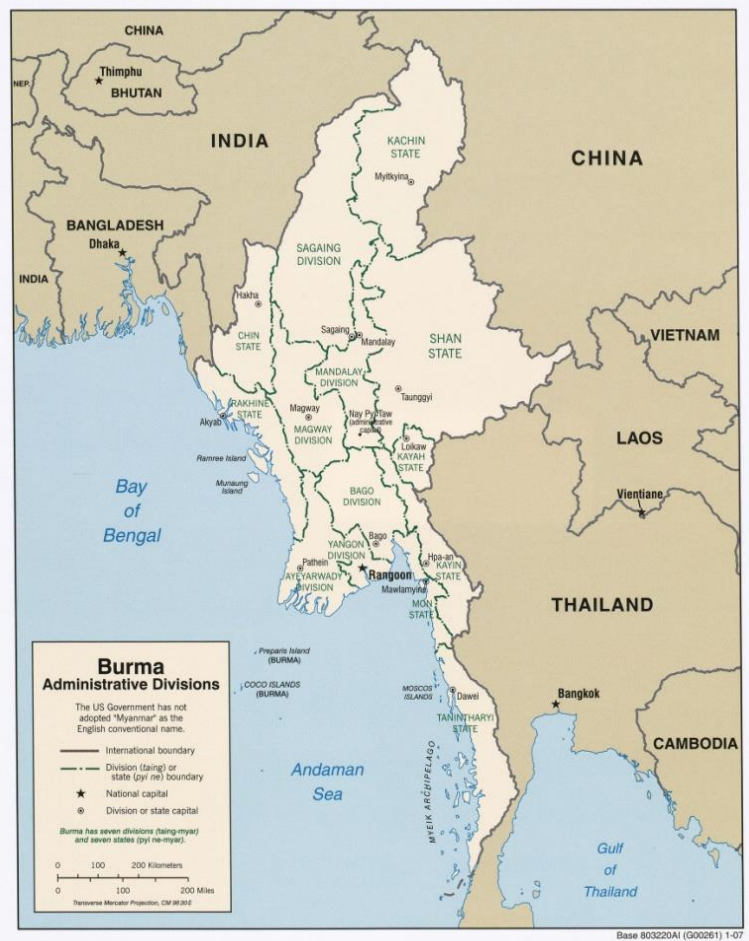 CHINA
Thimphu
BHUTAN
NEP.
INDIA
CHINA
KACHIN
STATE
Myitkyina
BANGLADESH
Dhaka
INDIA
SAGAING
DIVISION
Hakha
CHIN
STATE
Sagaing
Mandalay
SHAN
STATE
VIETNAM
MANDALAY
DIVISION
Taunggyi
RAKHINE
STATE
Akyab
Magway
MAGWAY
DIVISION
Nay Pyi Taw
(administrative
capital)
Loikaw
KAYAH
STATE
LAOS
Ramree Island
Munaung
Island
Bay
of
Bengal
BAGO
DIVISION
Vientiane
YANGON
DIVISION
Bago
Pathein
AYEYARWADY
DIVISION
Rangoon
Hpa-an
KAYIN
STATE
Mawlamyine
MON
STATE
THAILAND
Preparis Island
(BURMA)
COCO ISLANDS
(BURMA)
MOSCOS
ISLANDS
Dawei
TANINTHARYI
STATE
Bangkok
CAMBODIA
Andaman
Sea
MYEIK ARCHIPELAGO
Gulf
of
Thailand
Burma
Administrative Divisions
The US Government has not
adopted "Myanmar" as the
English conventional name.
International boundary
Division (taing) or
state (pyi ne) boundary
National capital
Division or state capital
Burma has seven divisions (taing-myar)
and seven states (pyi ne-myar).
0 100 200 Kilometers
0 100 200 Miles
Transverse Mercator Projection, CM 96 00 E
Base 803220AI (G00261) 1-07